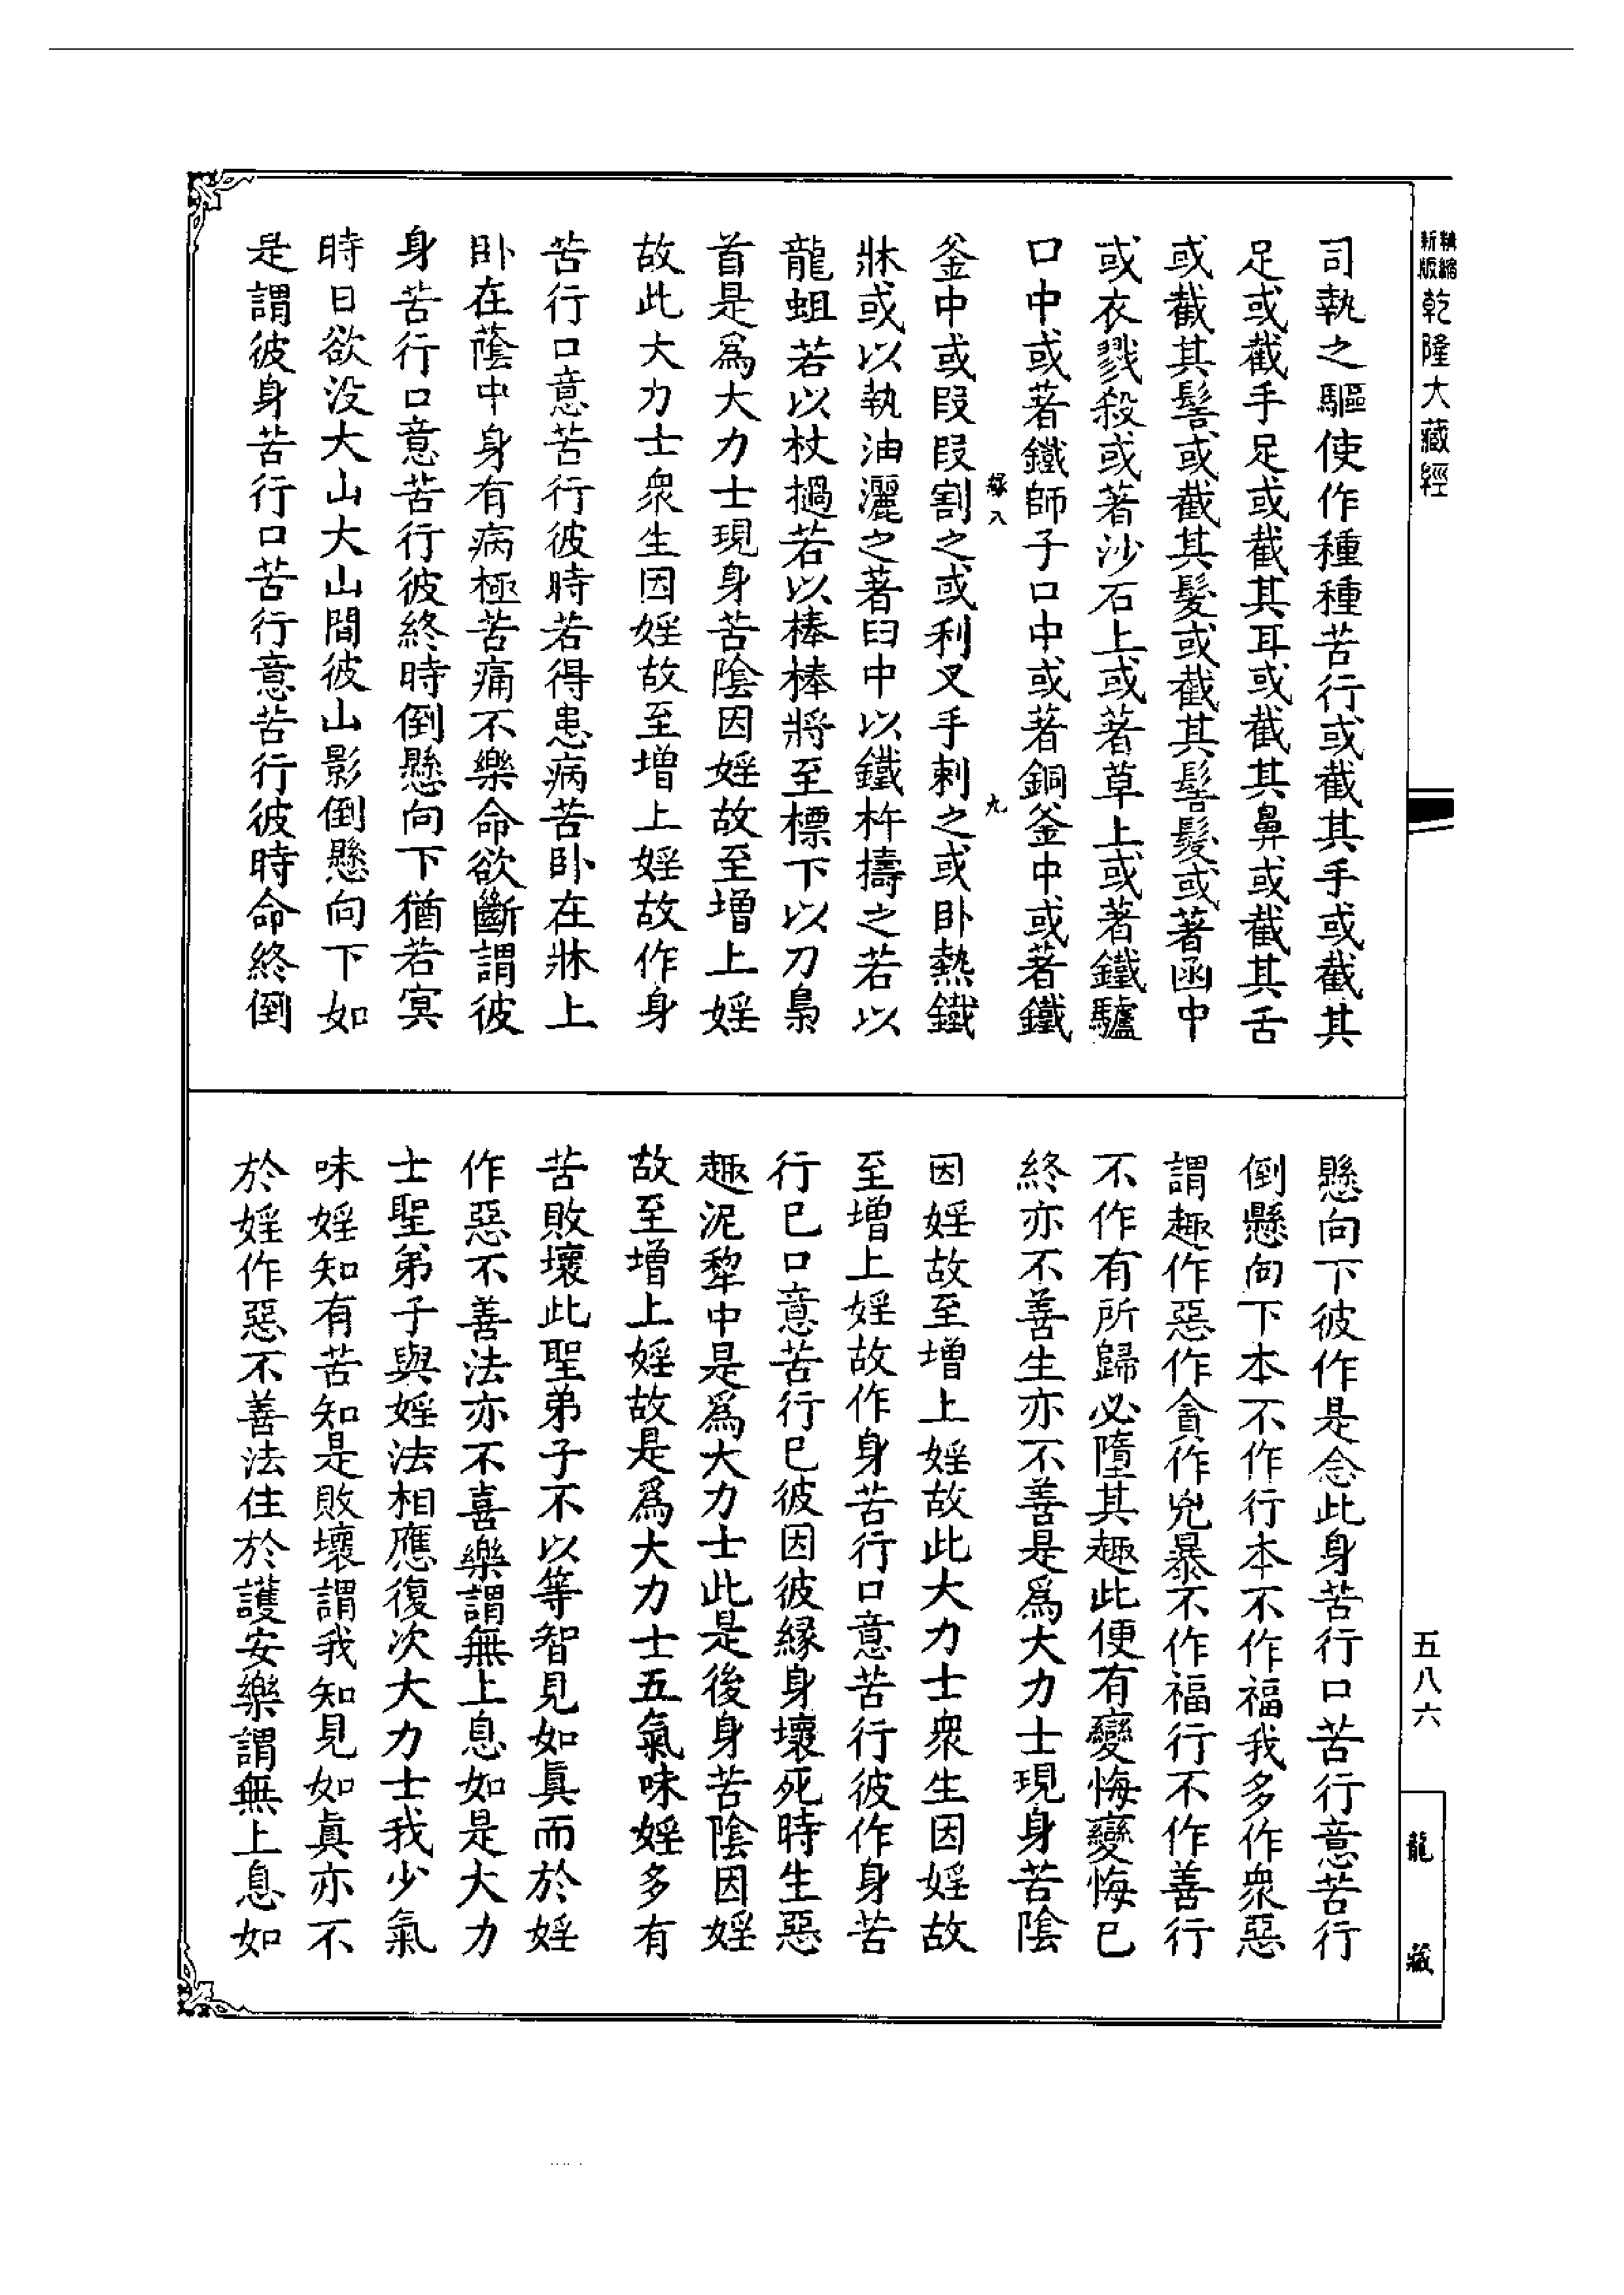 新縮
版編
乾隆大藏經
司執之驅使作種種苦行或截其手或截其
足或截手足或截其耳或截其鼻或截其舌
或截其髻或截其髮或截其髻髮或著函中
或衣戮殺或著沙石上或著草上或著鐵驢
口中或著鐵師子口中或著銅釜中或著鐵
釜中或段段割之或利叉手刺之或卧熱鐵
牀或以執油灑之著臼中以鐵杵擣之若以
龍蛆若以杖撾若以棒棒將至標下以刀梟
首是為大力士現身苦陰因婬故至增上婬
故此大力士衆生因婬故至增上婬故作身
苦行口意苦行彼時若得患病苦卧在牀上
卧在蔭中身有病極苦痛不樂命欲斷謂彼
身苦行口意苦行彼終時倒懸向下猶若㝠
時日欲没大山大山間彼山影倒懸向下如
是謂彼身苦行口苦行意苦行彼時命終倒
懸向下彼作是念此身苦行口苦行意苦行
倒懸向下本不作行本不作福我多作衆惡
謂趣作惡作貪作兇暴不作福行不作善行
不作有所歸必墮其趣此便有變悔變悔已
終亦不善生亦不善是為大力士現身苦陰
因婬故至增上婬故此大力士衆生因婬故
至增上婬故作身苦行口意苦行彼作身苦
行已口意苦行已彼因彼緣身壞死時生惡
趣泥犂中是為大力士此是後身苦陰因婬
故至增上婬故是為大力士五氣味婬多有
苦敗壞此聖弟子不以等智見如眞而於婬
作惡不善法亦不喜樂謂無上息如是大力
士聖弟子與婬法相應復次大力士我少氣
味婬知有苦知是敗壞謂我知見如眞亦不
於婬作惡不善法住於護安樂謂無上息如
五八六
龍藏